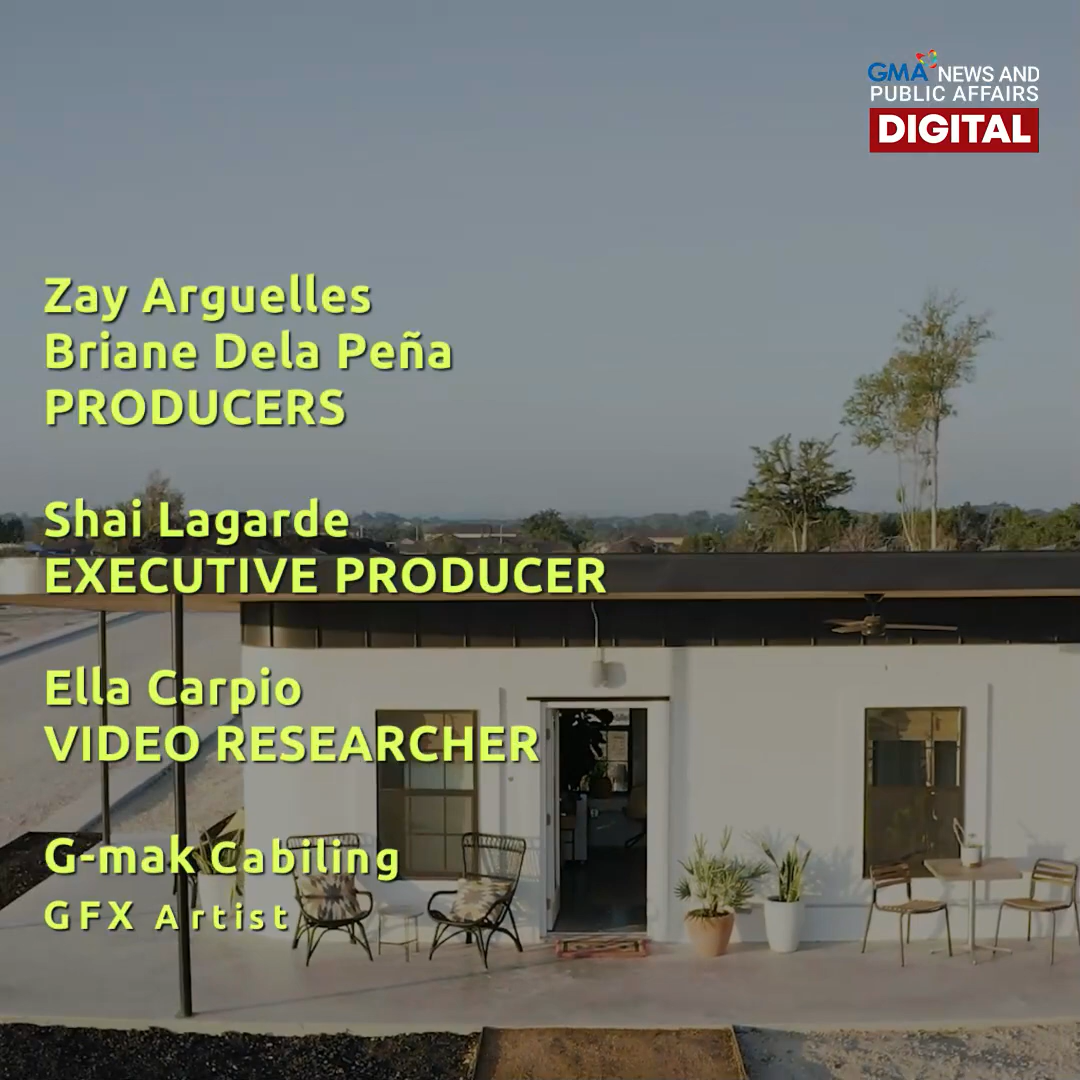 GMA NEWS AND
PUBLIC AFFAIRS
DIGITAL
Zay Arguelles
Briane Dela Peña
PRODUCERS
Shai Lagarde
EXECUTIVE PRODUCER
Ella Carpio
VIDEO RESEARCHER
G-mak Cabiling
GFX Artist